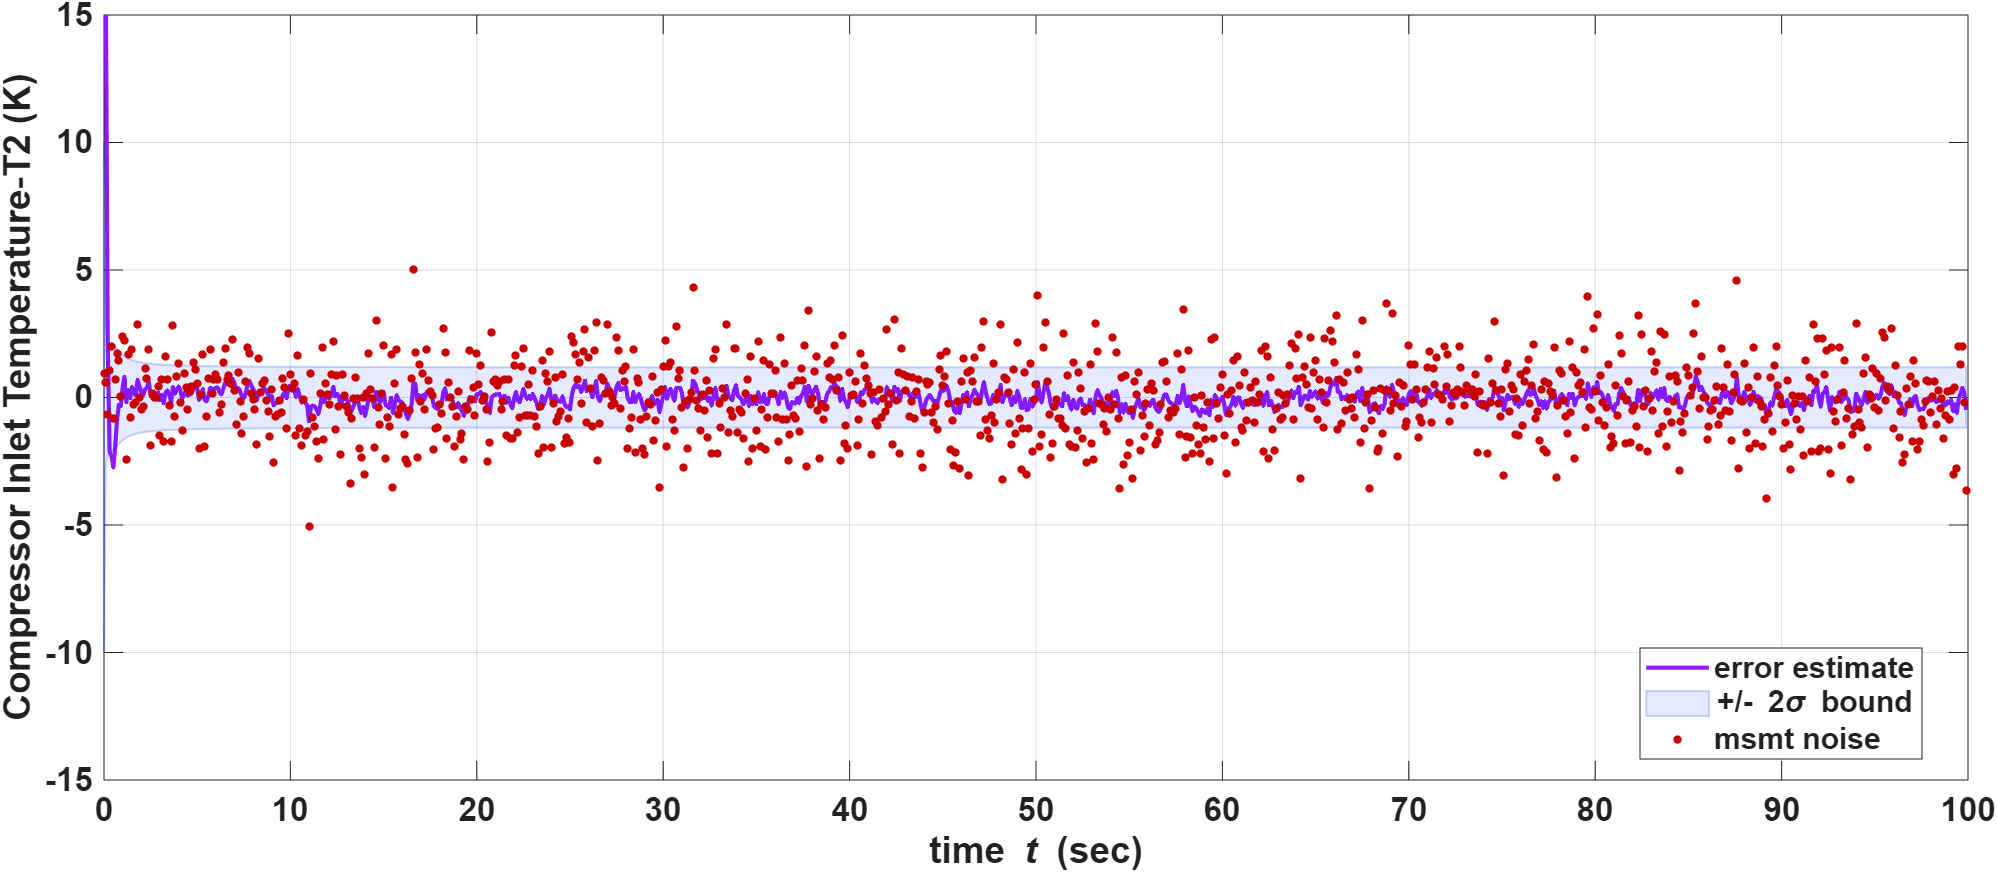 Compressor Inlet Temperature-T2 (K)
15
10
5
0
-5
-10
-15
0 10 20 30 40 50 60 70 80 90 100
time t (sec)
error estimate
+/- 2σ bound
msmt noise